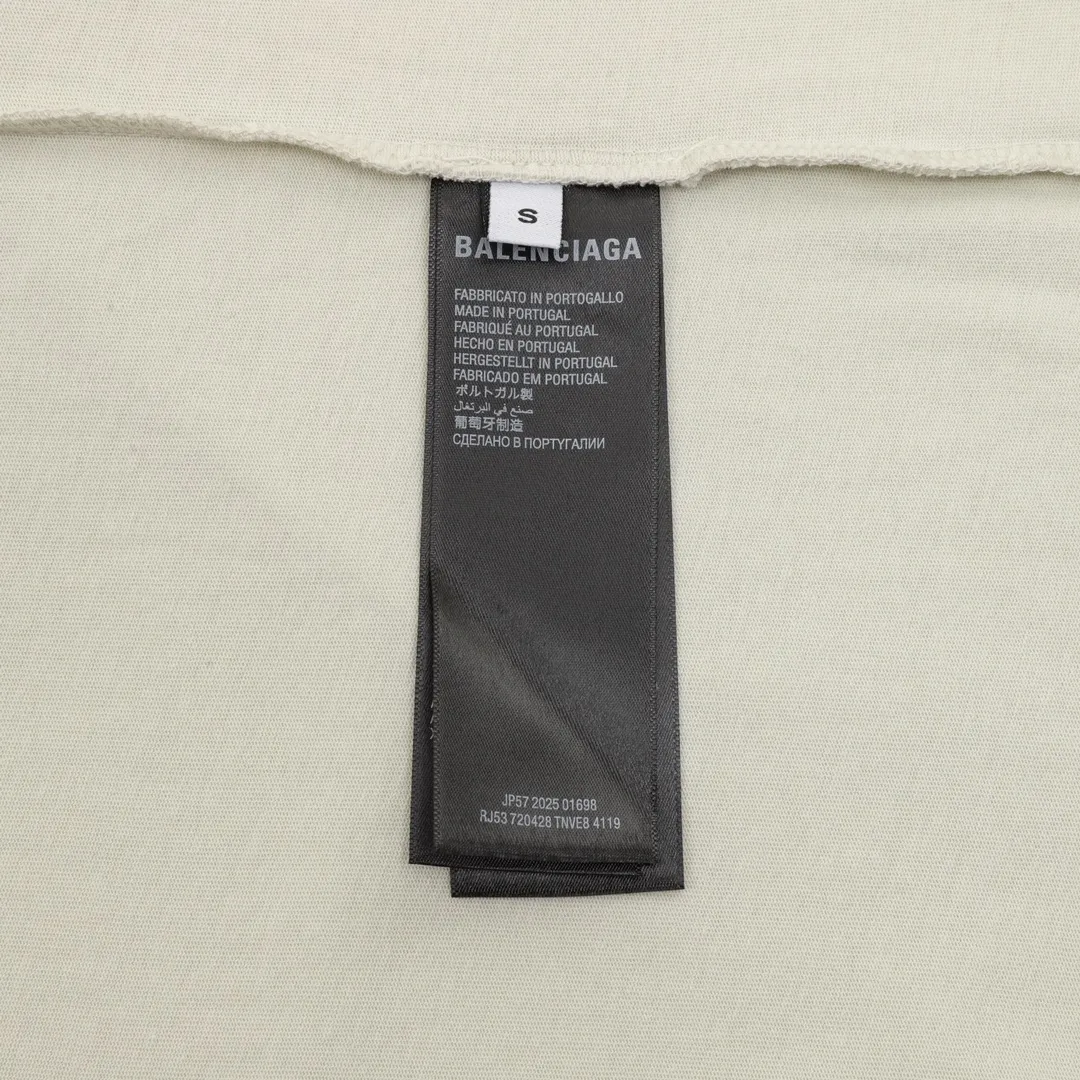 S
BALENCIAGA
FABBRICATO IN PORTOGALLO
MADE IN PORTUGAL
FABRIQUÉ AU PORTUGAL
HECHO EN PORTUGAL
HERGESTELLT IN PORTUGAL
FABRICADO EM PORTUGAL
ポルトガル製
صنع في البرتغال
葡萄牙制造
СДЕЛАНО В ПОРТУГАЛИИ
JP57 2025 01698
RJ53 720428 TNVE8 4119